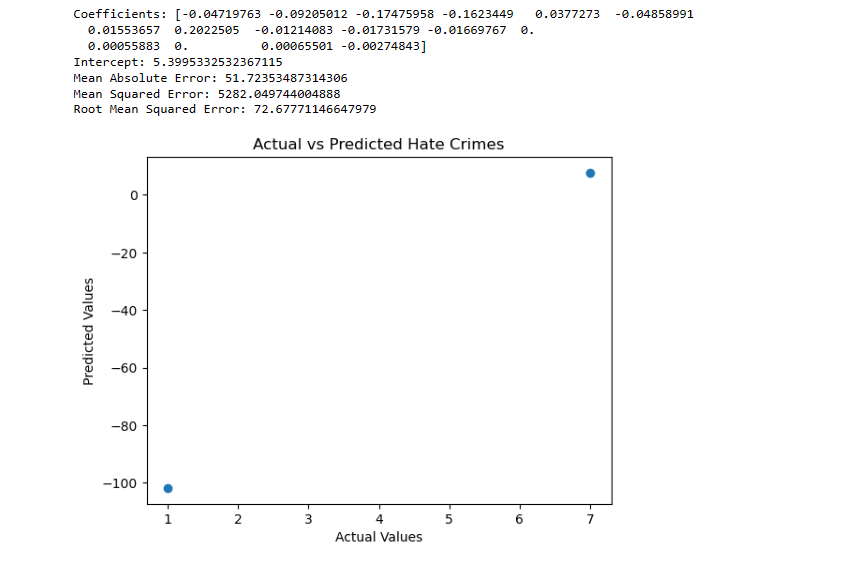 Coefficients: [-0.04719763 -0.09205012 -0.17475958 -0.1623449   0.0377273  -0.04858991
  0.01553657  0.2022505  -0.01214083 -0.01731579 -0.01669767  0.
  0.00055883  0.          0.00065501 -0.00274843]
Intercept: 5.3995332532367115
Mean Absolute Error: 51.72353487314306
Mean Squared Error: 5282.049744004888
Root Mean Squared Error: 72.67771146647979
Actual vs Predicted Hate Crimes
0
−20
−40
−60
−80
−100
Predicted Values
1 2 3 4 5 6 7
Actual Values